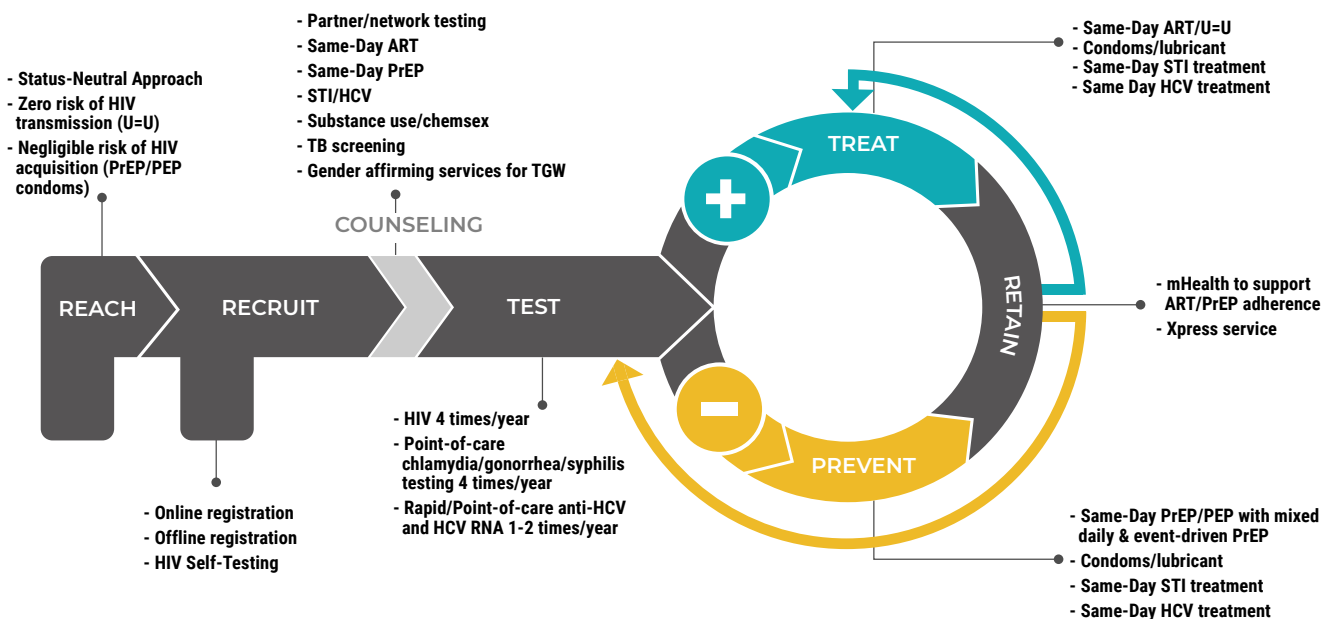 - Status-Neutral Approach
- Zero risk of HIV
transmission (U=U)
- Negligible risk of HIV
acquisition (PrEP/PEP
condoms)
- Partner/network testing
- Same-Day ART
- Same-Day PrEP
- STI/HCV
- Substance use/chemsex
- TB screening
- Gender affirming services for TGW
COUNSELING
- Same-Day ART/U=U
- Condoms/lubricant
- Same-Day STI treatment
- Same Day HCV treatment
REACH
RECRUIT
TEST
TREAT
RETAIN
PREVENT
- mHealth to support
ART/PrEP adherence
- Xpress service
- Online registration
- Offline registration
- HIV Self-Testing
- HIV 4 times/year
- Point-of-care
chlamydia/gonorrhea/syphilis
testing 4 times/year
- Rapid/Point-of-care anti-HCV
and HCV RNA 1-2 times/year
- Same-Day PrEP/PEP with mixed
daily & event-driven PrEP
- Condoms/lubricant
- Same-Day STI treatment
- Same-Day HCV treatment